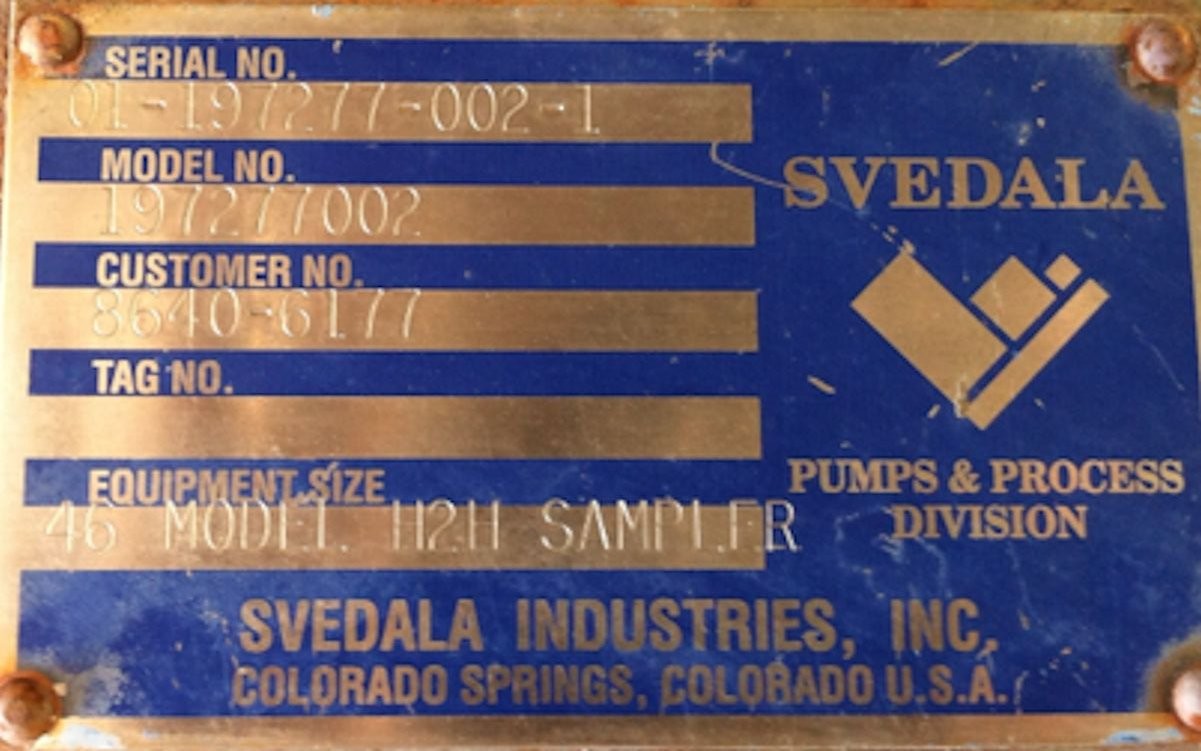 SERIAL NO.
01-197277-002-1
MODEL NO.
197277002
CUSTOMER NO.
8640-6177
TAG NO.
EQUIPMENT SIZE
46 MODEL H2H SAMPLER
SVEDALA
PUMPS & PROCESS
DIVISION
SVEDALA INDUSTRIES, INC.
COLORADO SPRINGS, COLORADO U.S.A.